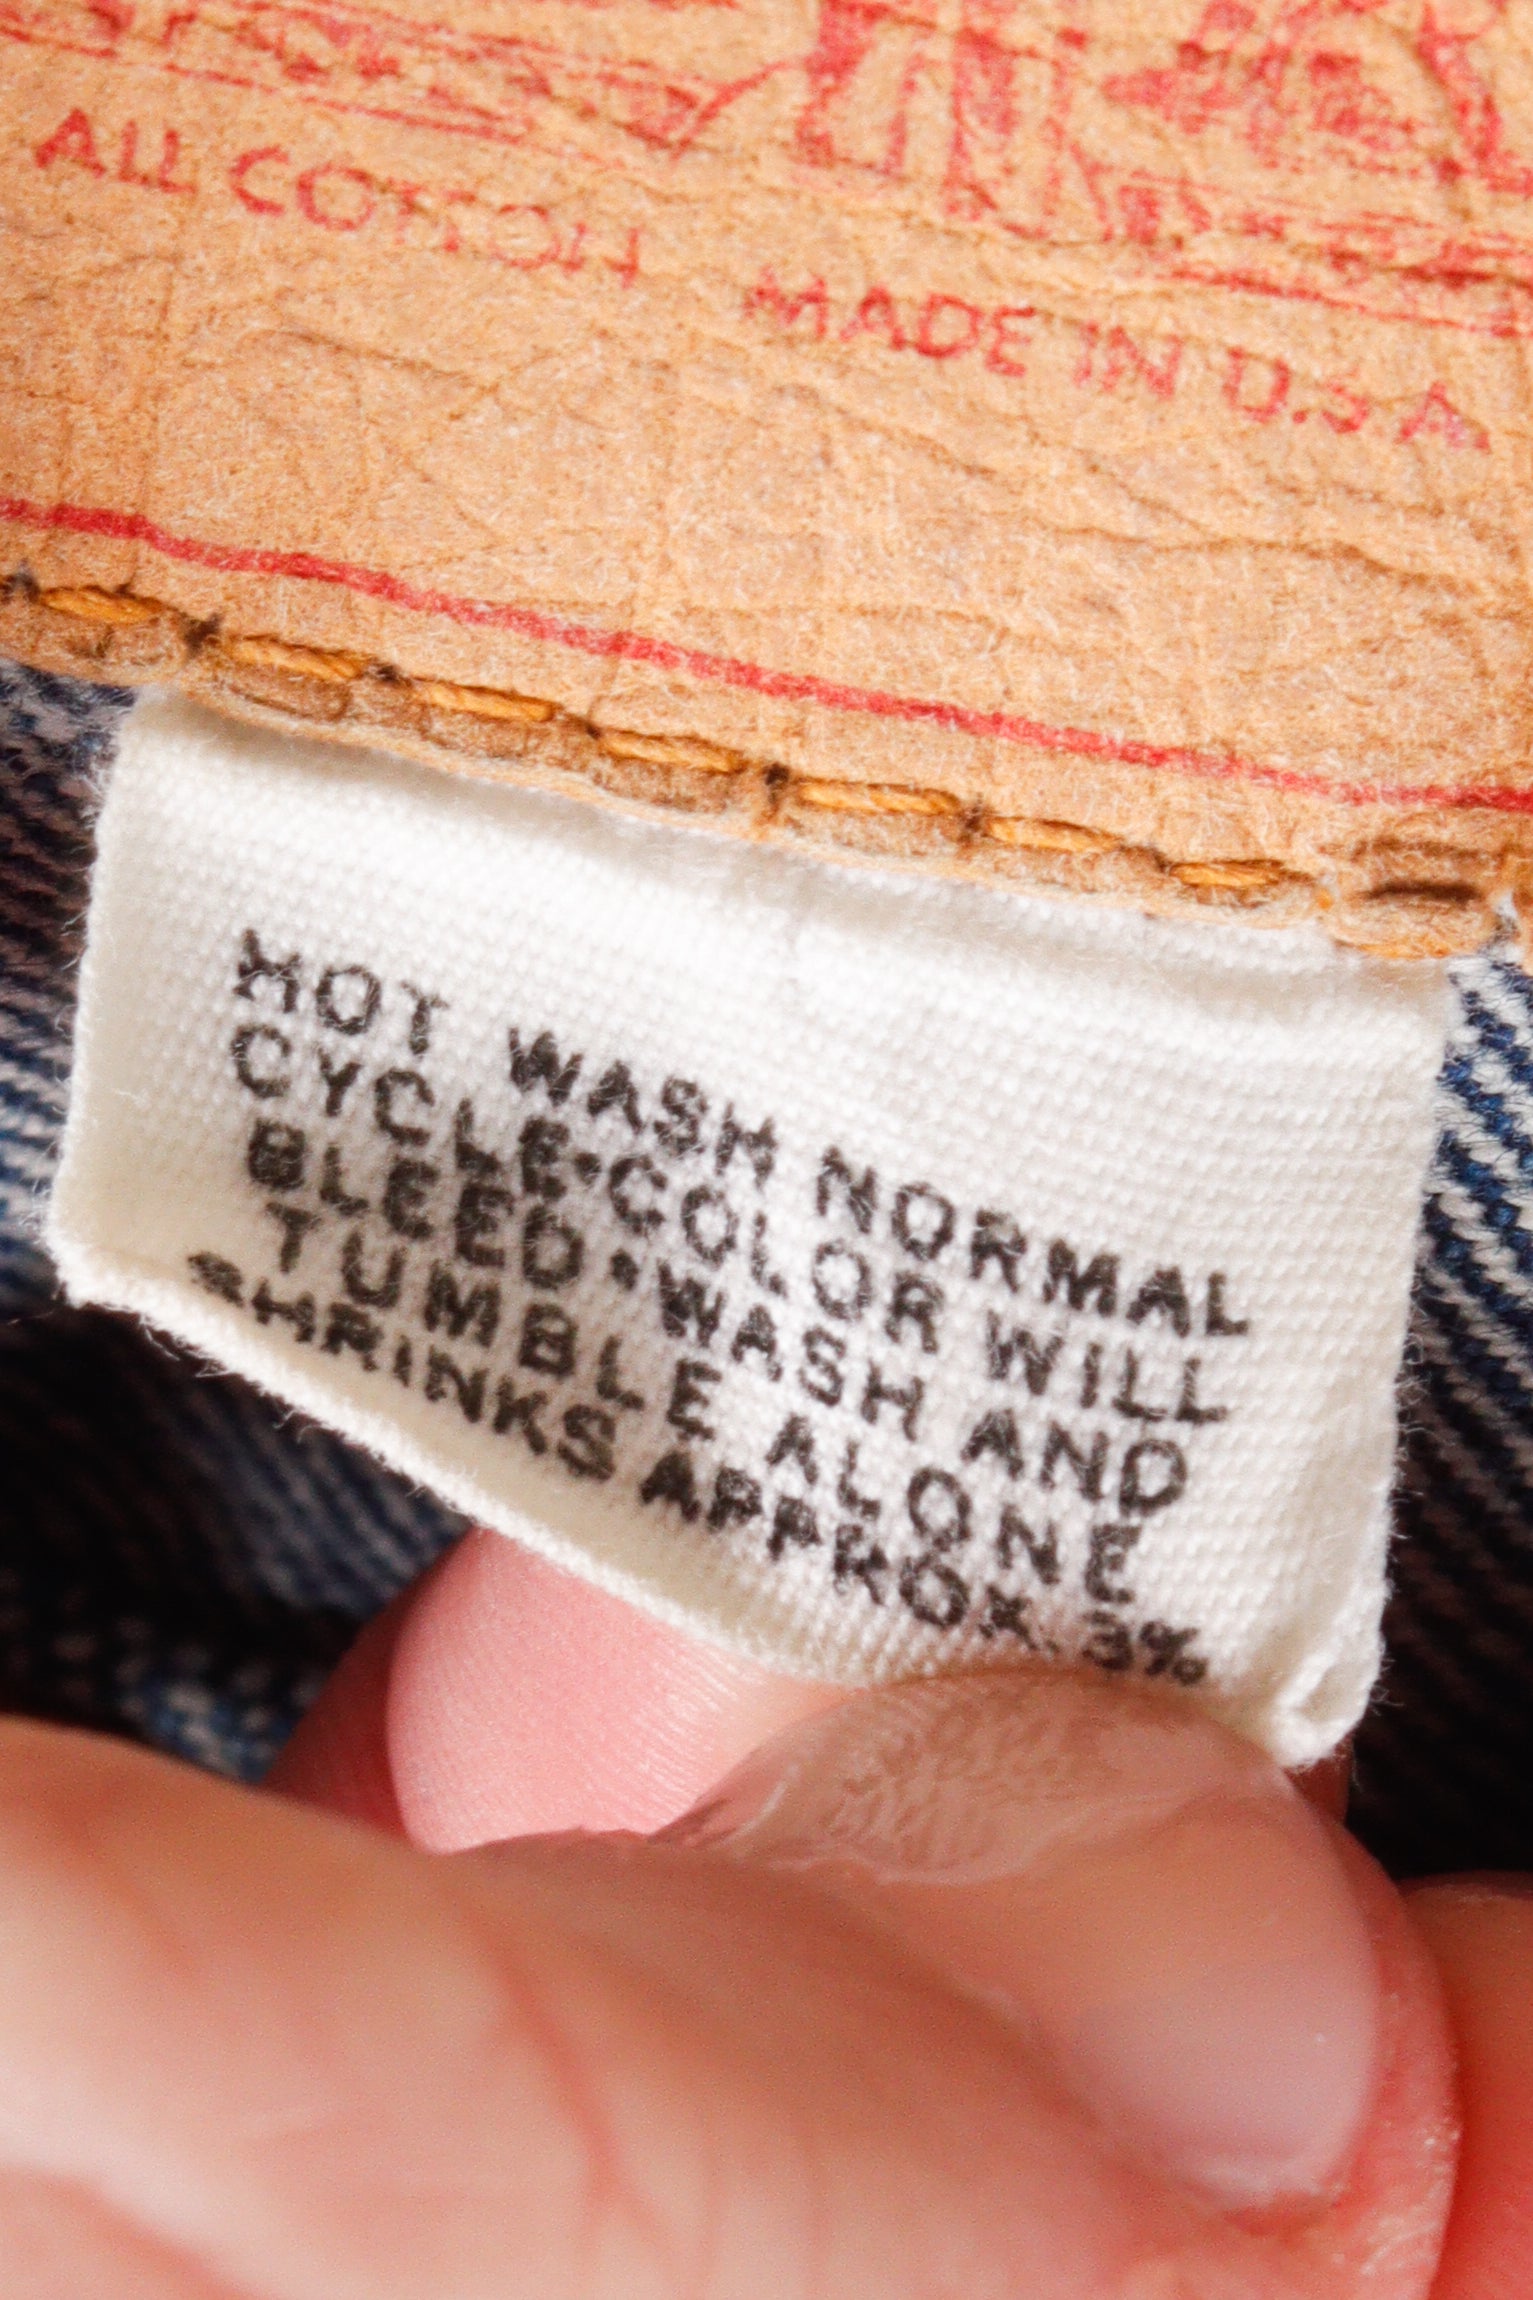 ALL COTTON MADE IN U.S.A.
HOT WASH NORMAL
CYCLE•COLOR WILL
BLEED•WASH AND
TUMBLE ALONE
SHRINKS APPROX. 3%